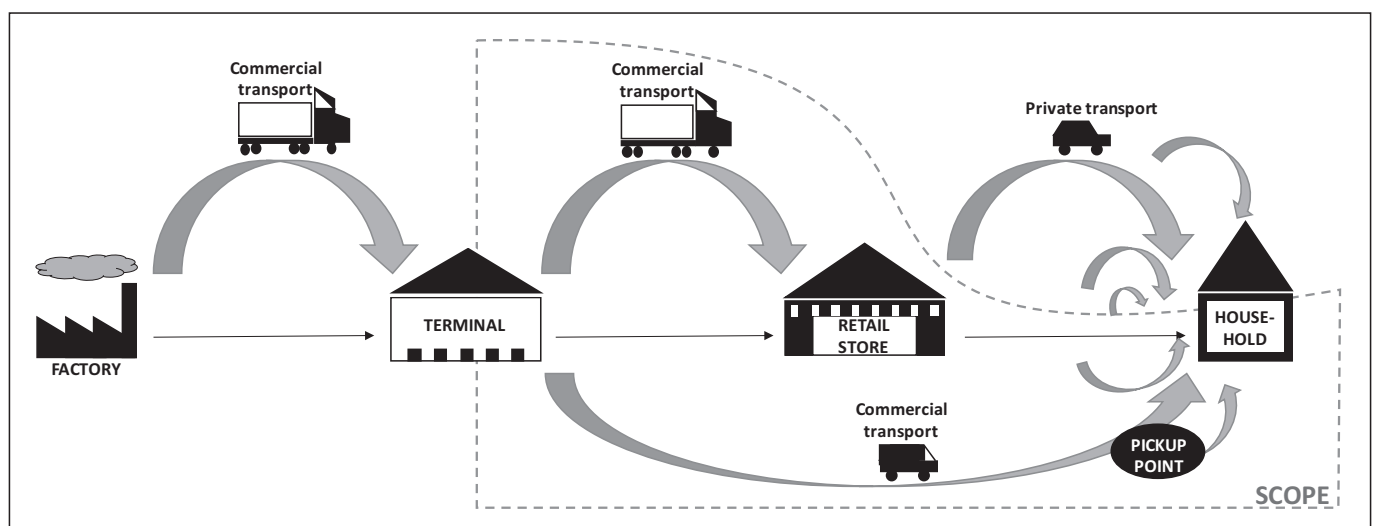 Commercial
transport
Commercial
transport
Private transport
TERMINAL
RETAIL
STORE
HOUSE-
HOLD
FACTORY
Commercial
transport
PICKUP
POINT
SCOPE